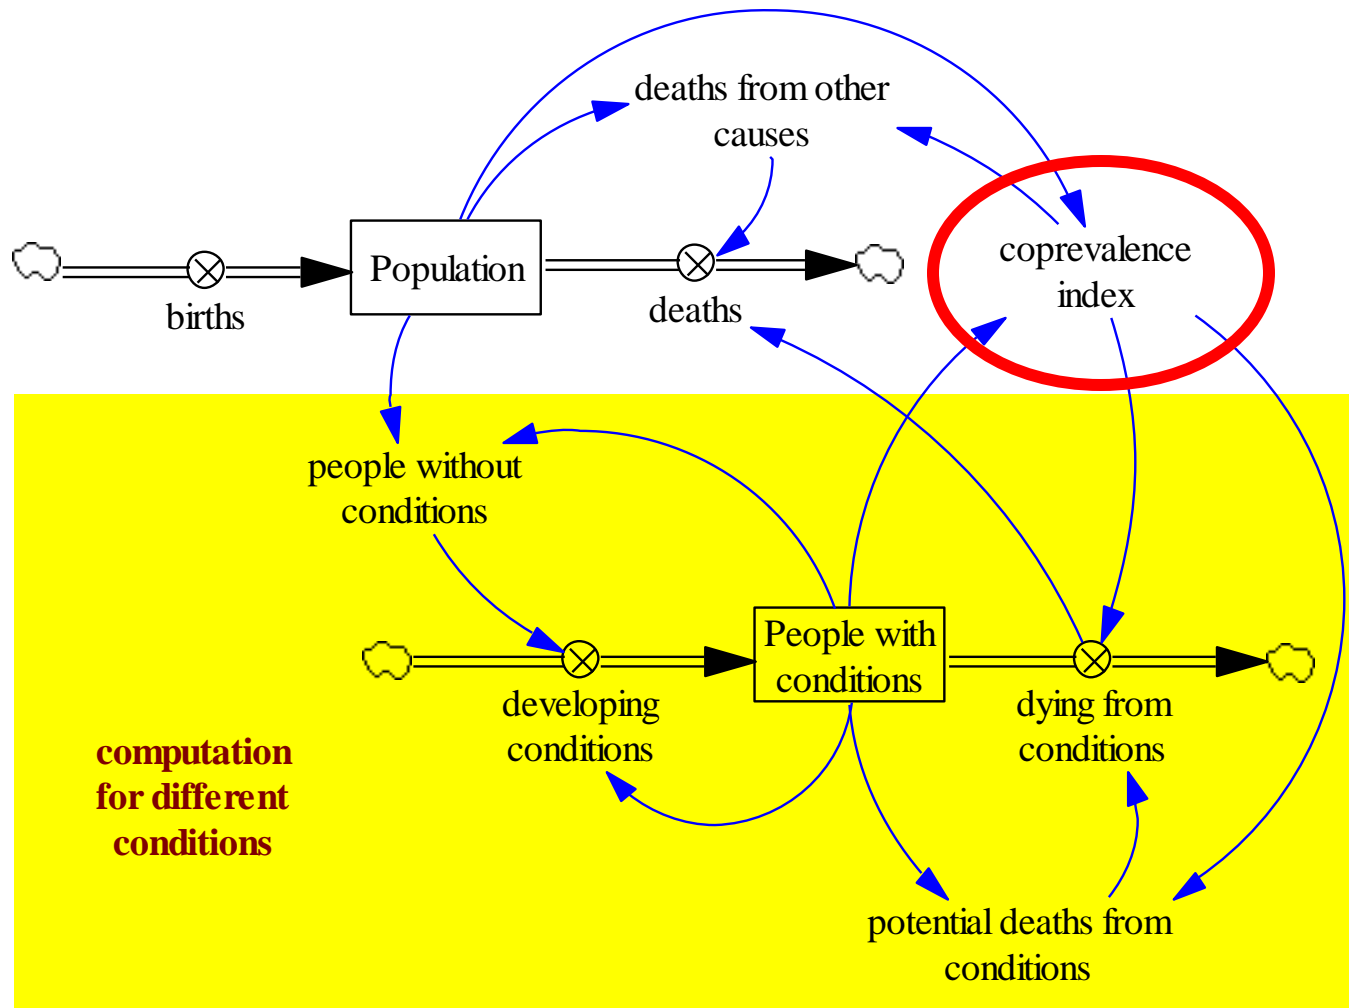 deaths from other
causes
coprevalence
index
Population
births
deaths
people without
conditions
People with
conditions
developing
conditions
dying from
conditions
computation
for different
conditions
potential deaths from
conditions